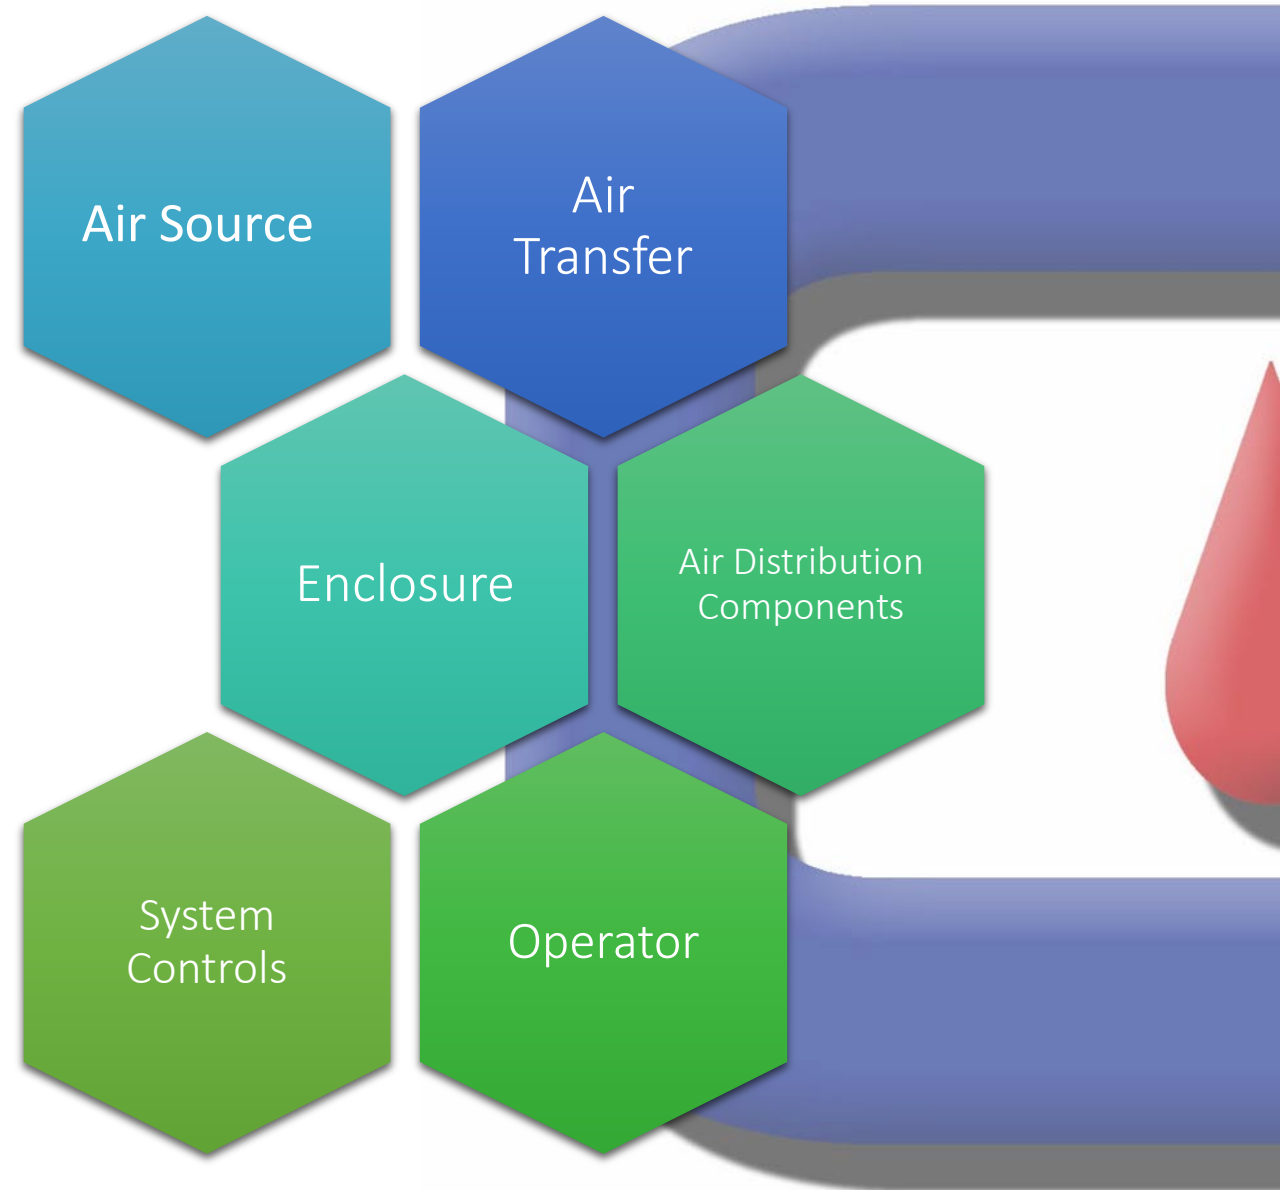 Air Source
Air
Transfer
Enclosure
Air Distribution
Components
System
Controls
Operator